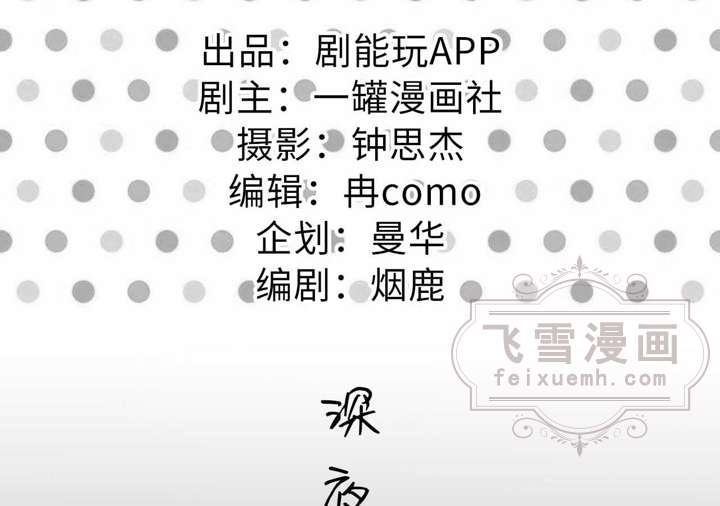 出品：剧能玩APP
剧主：一罐漫画社
摄影：钟思杰
编辑：冉como
企划：曼华
编剧：烟鹿
飞雪漫画
feixuemh.com
深
夜